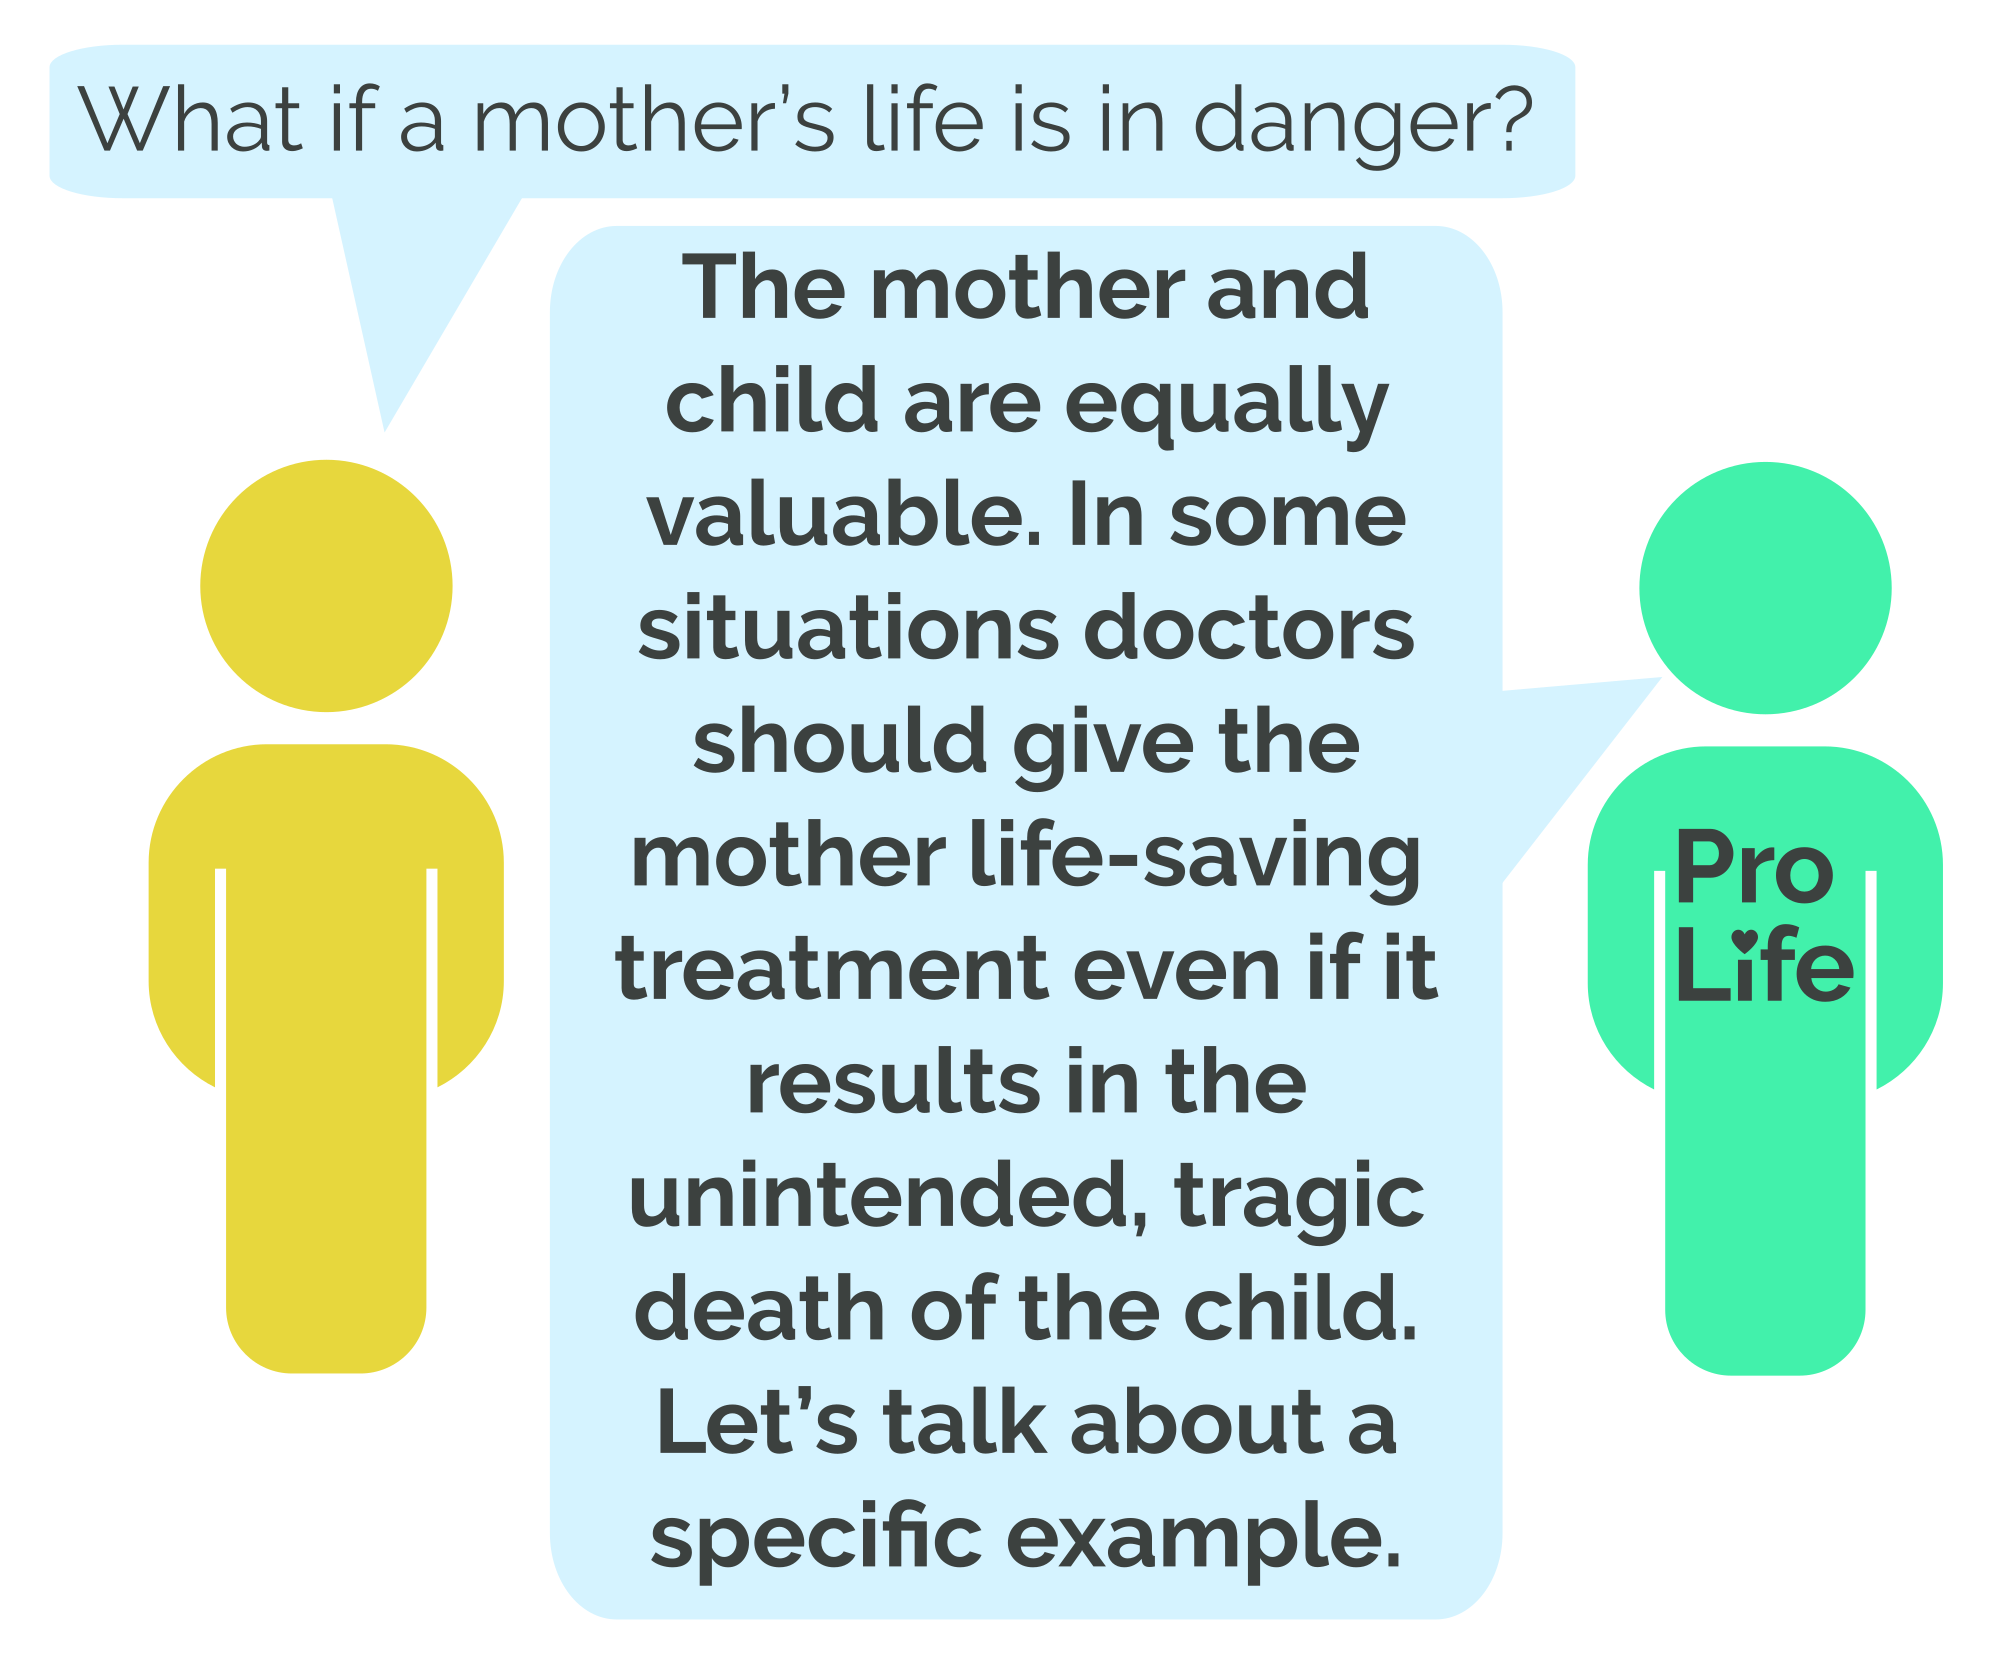 What if a mother’s life is in danger?
The mother and
child are equally
valuable. In some
situations doctors
should give the
mother life-saving
treatment even if it
results in the
unintended, tragic
death of the child.
Let’s talk about a
specific example.
Pro
Life